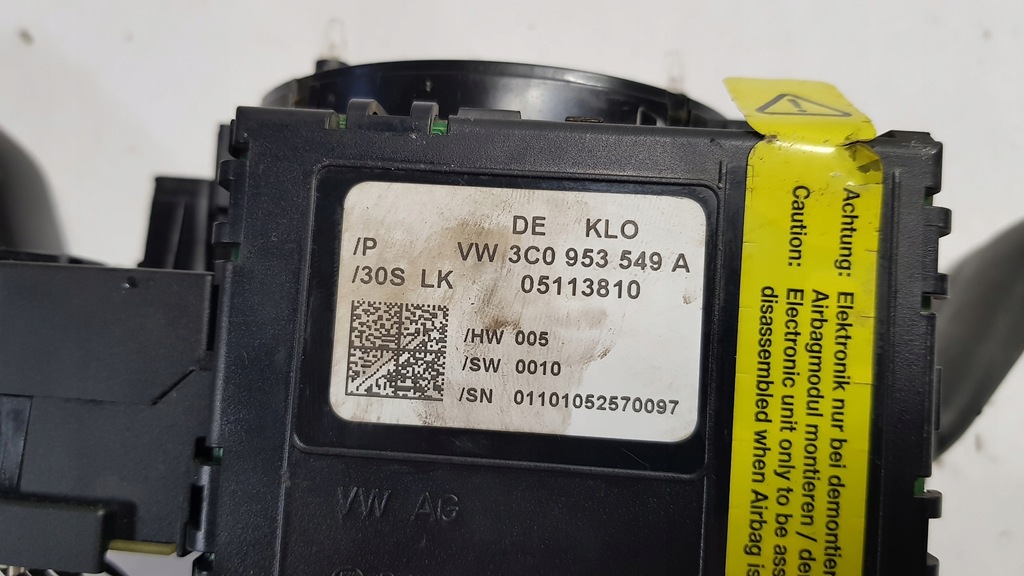 DE KLO
/P VW 3C0 953 549 A
/30S LK 05113810
/HW 005
/SW 0010
/SN 01101052570097
VW AG
Achtung: Elektronik nur bei demontier
Airbagmodul montieren / de
Caution: Electronic unit only to be ass
disassembled when Airbag is